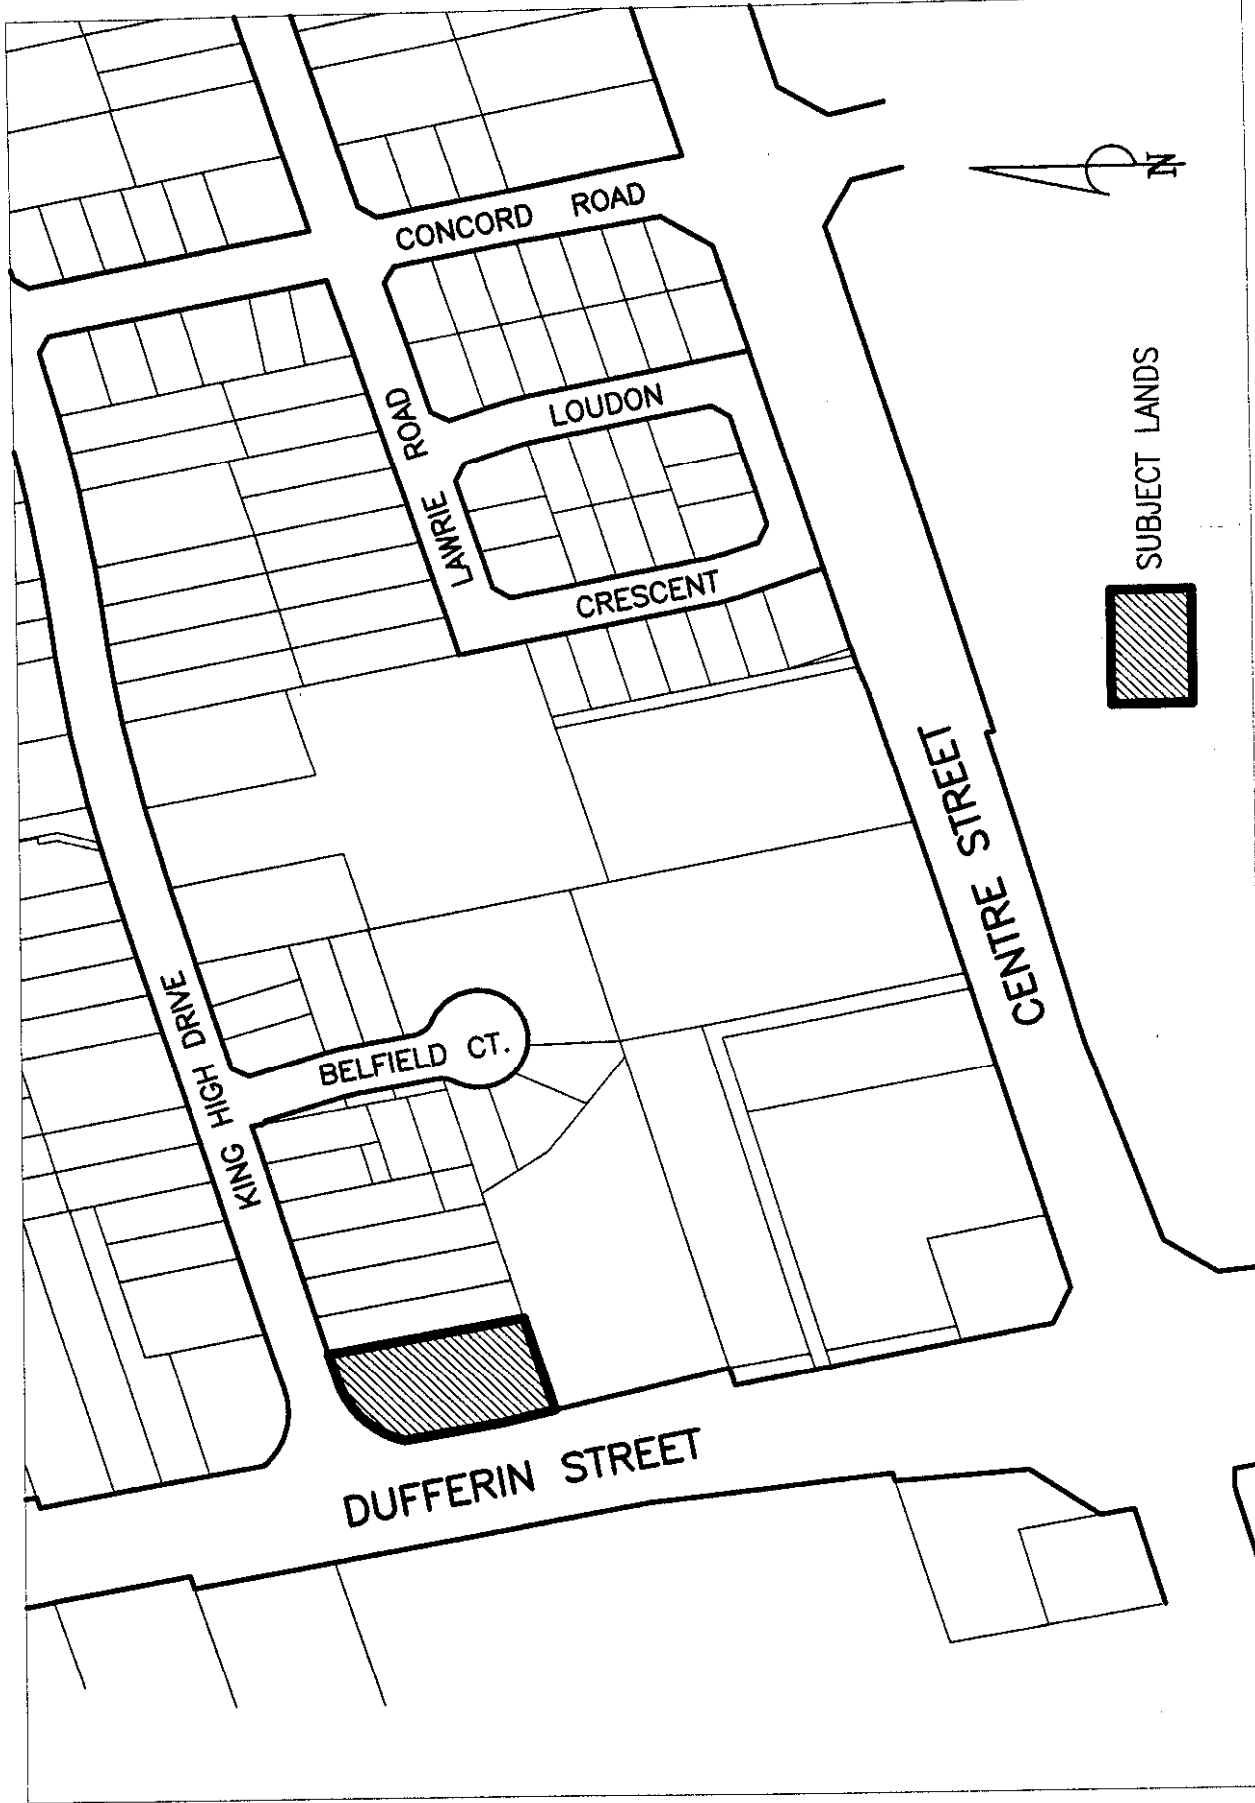 CONCORD ROAD
LAWRIE ROAD
LOUDON
CRESCENT
N
SUBJECT LANDS
CENTRE STREET
KING HIGH DRIVE
BELFIELD CT.
DUFFERIN STREET